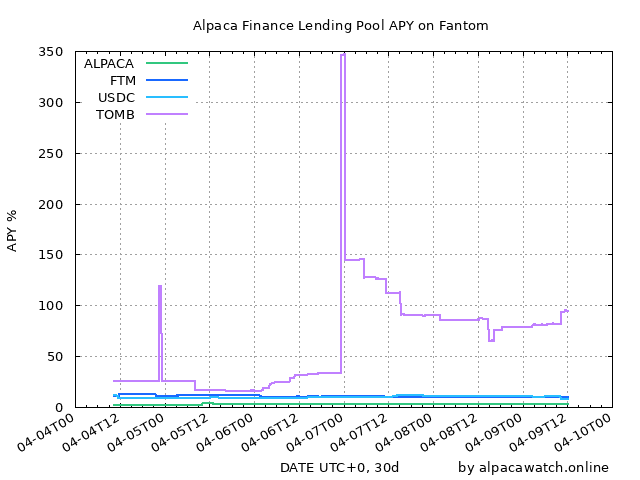 Alpaca Finance Lending Pool APY on Fantom
350
300
250
200
150
100
50
0
APY %
ALPACA
FTM
USDC
TOMB
04-04T00
04-04T12
04-05T00
04-05T12
04-06T00
04-06T12
04-07T00
04-07T12
04-08T00
04-08T12
04-09T00
04-09T12
04-10T00
DATE UTC+0, 30d
by alpacawatch.online